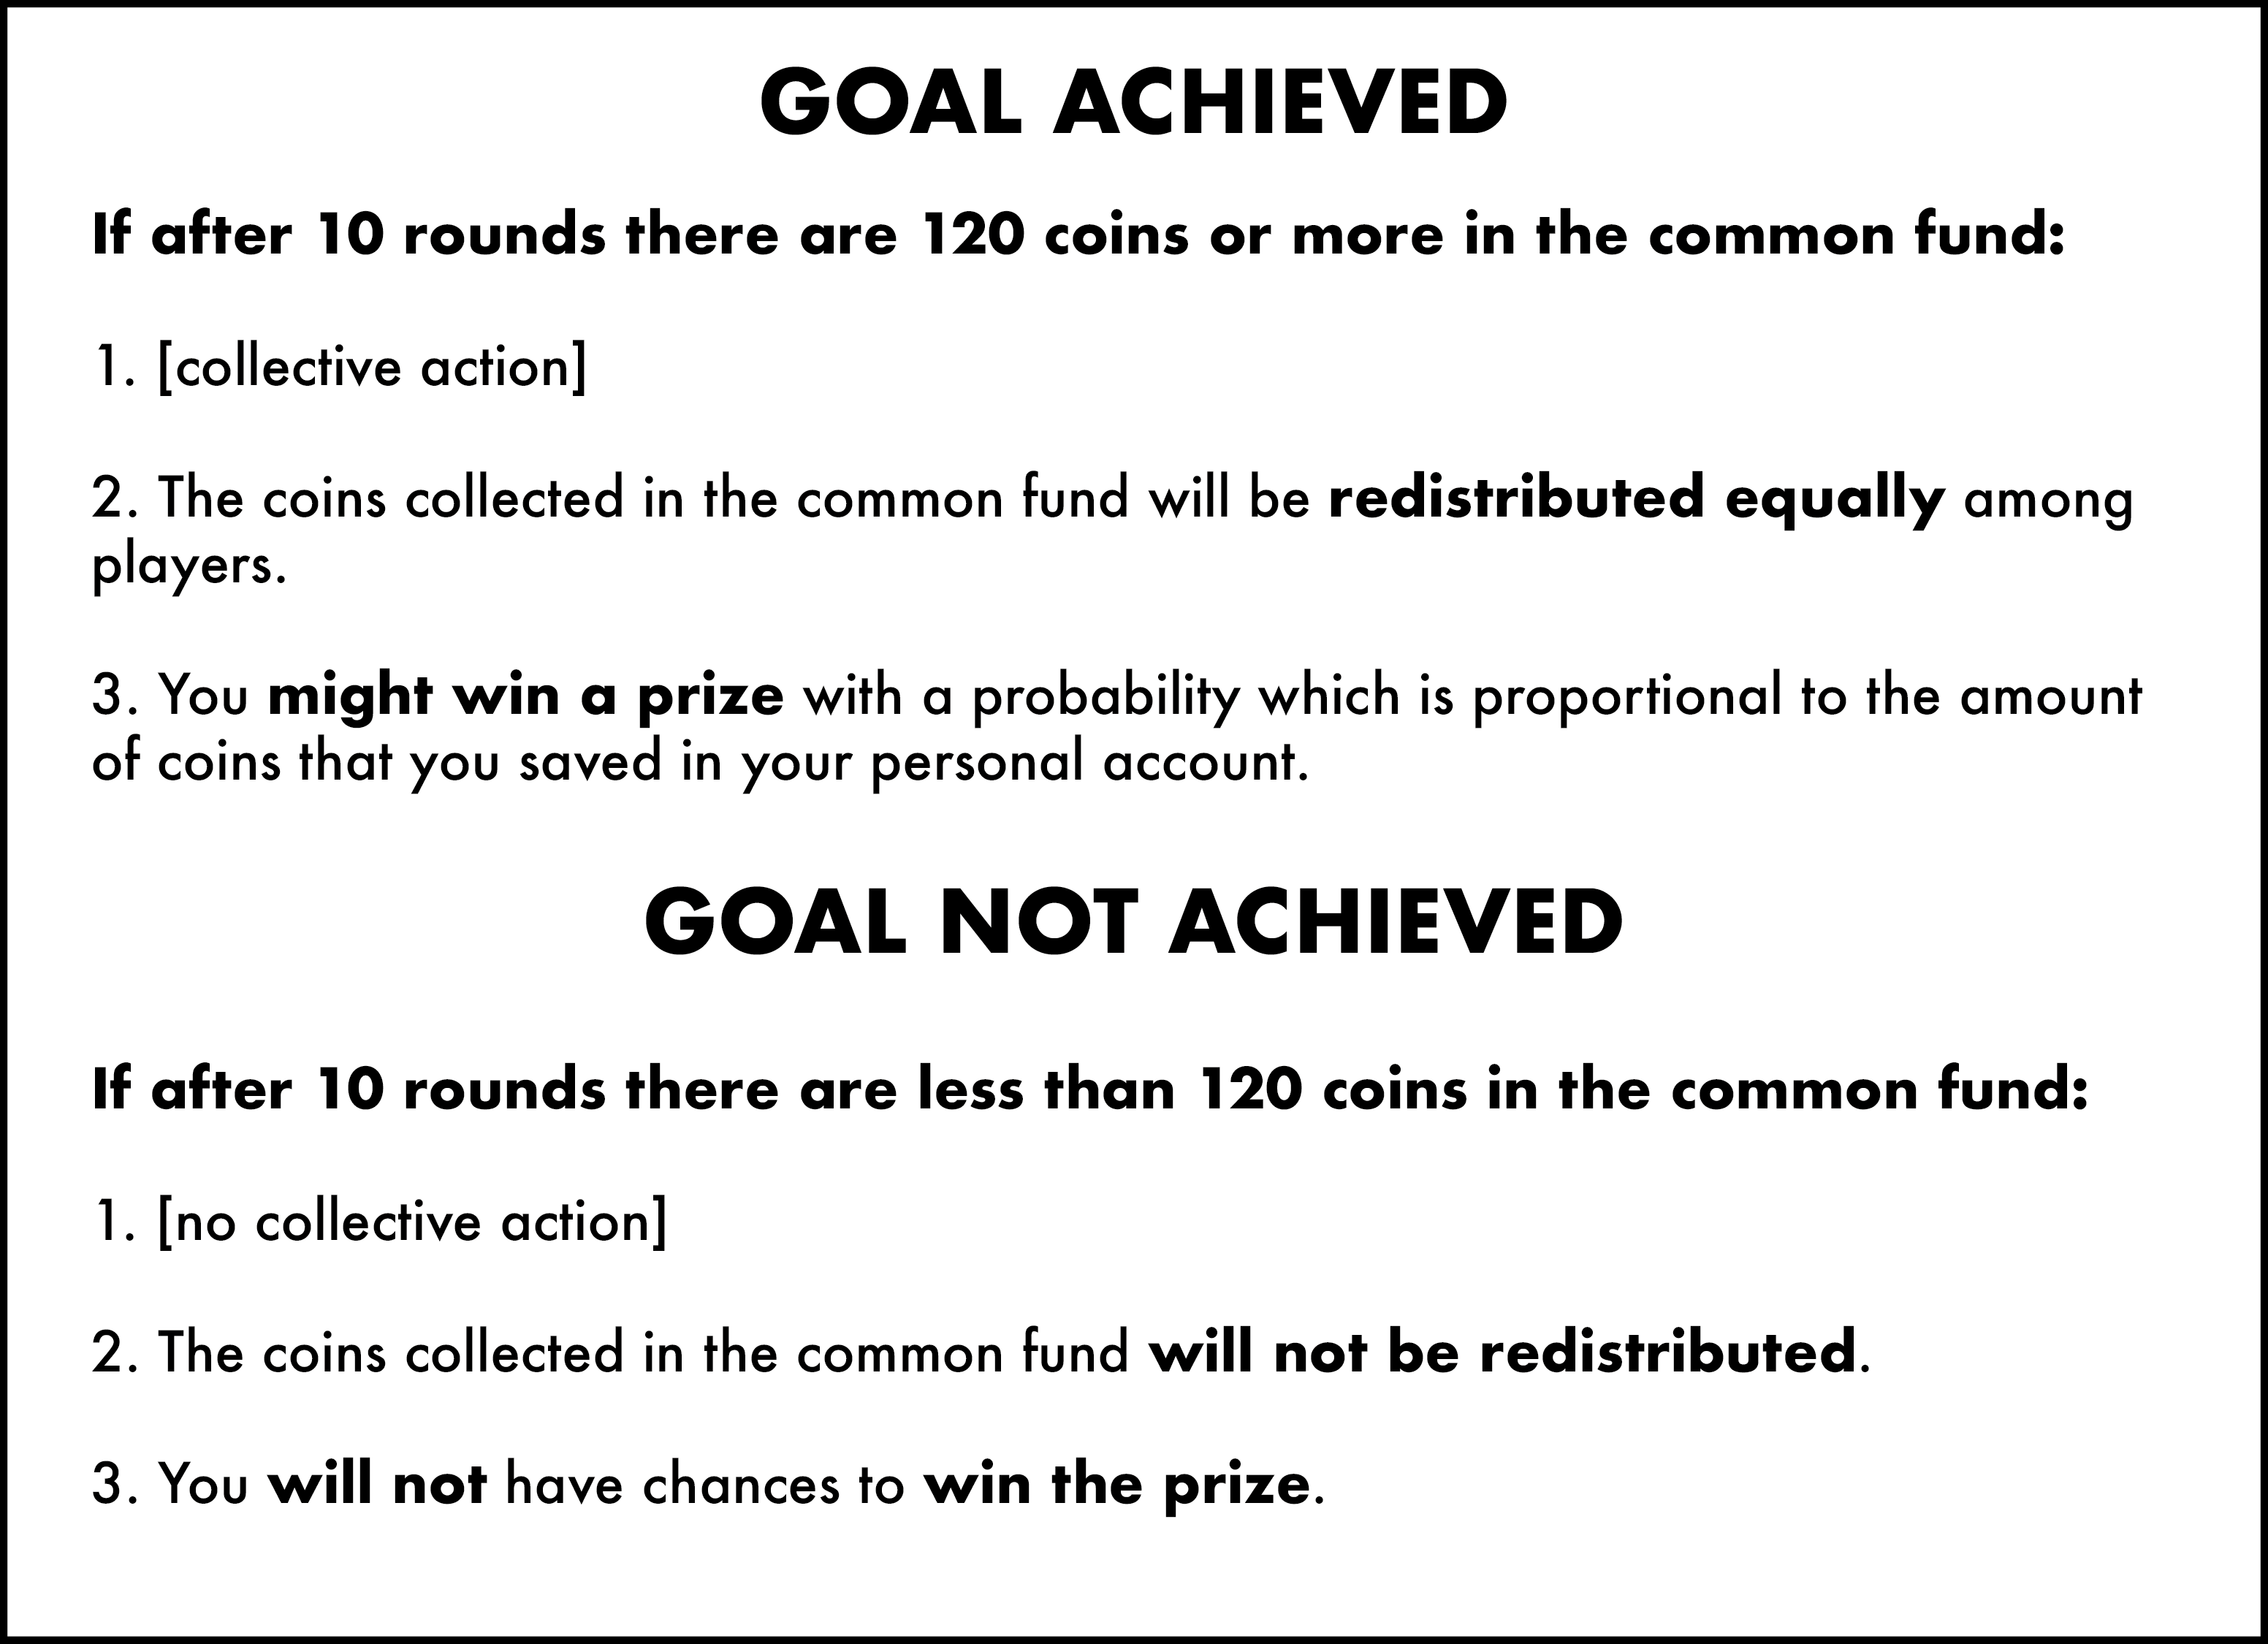 GOAL ACHIEVED
If after 10 rounds there are 120 coins or more in the common fund:
1. [collective action]
2. The coins collected in the common fund will be redistributed equally among
players.
3. You might win a prize with a probability which is proportional to the amount
of coins that you saved in your personal account.
GOAL NOT ACHIEVED
If after 10 rounds there are less than 120 coins in the common fund:
1. [no collective action]
2. The coins collected in the common fund will not be redistributed.
3. You will not have chances to win the prize.